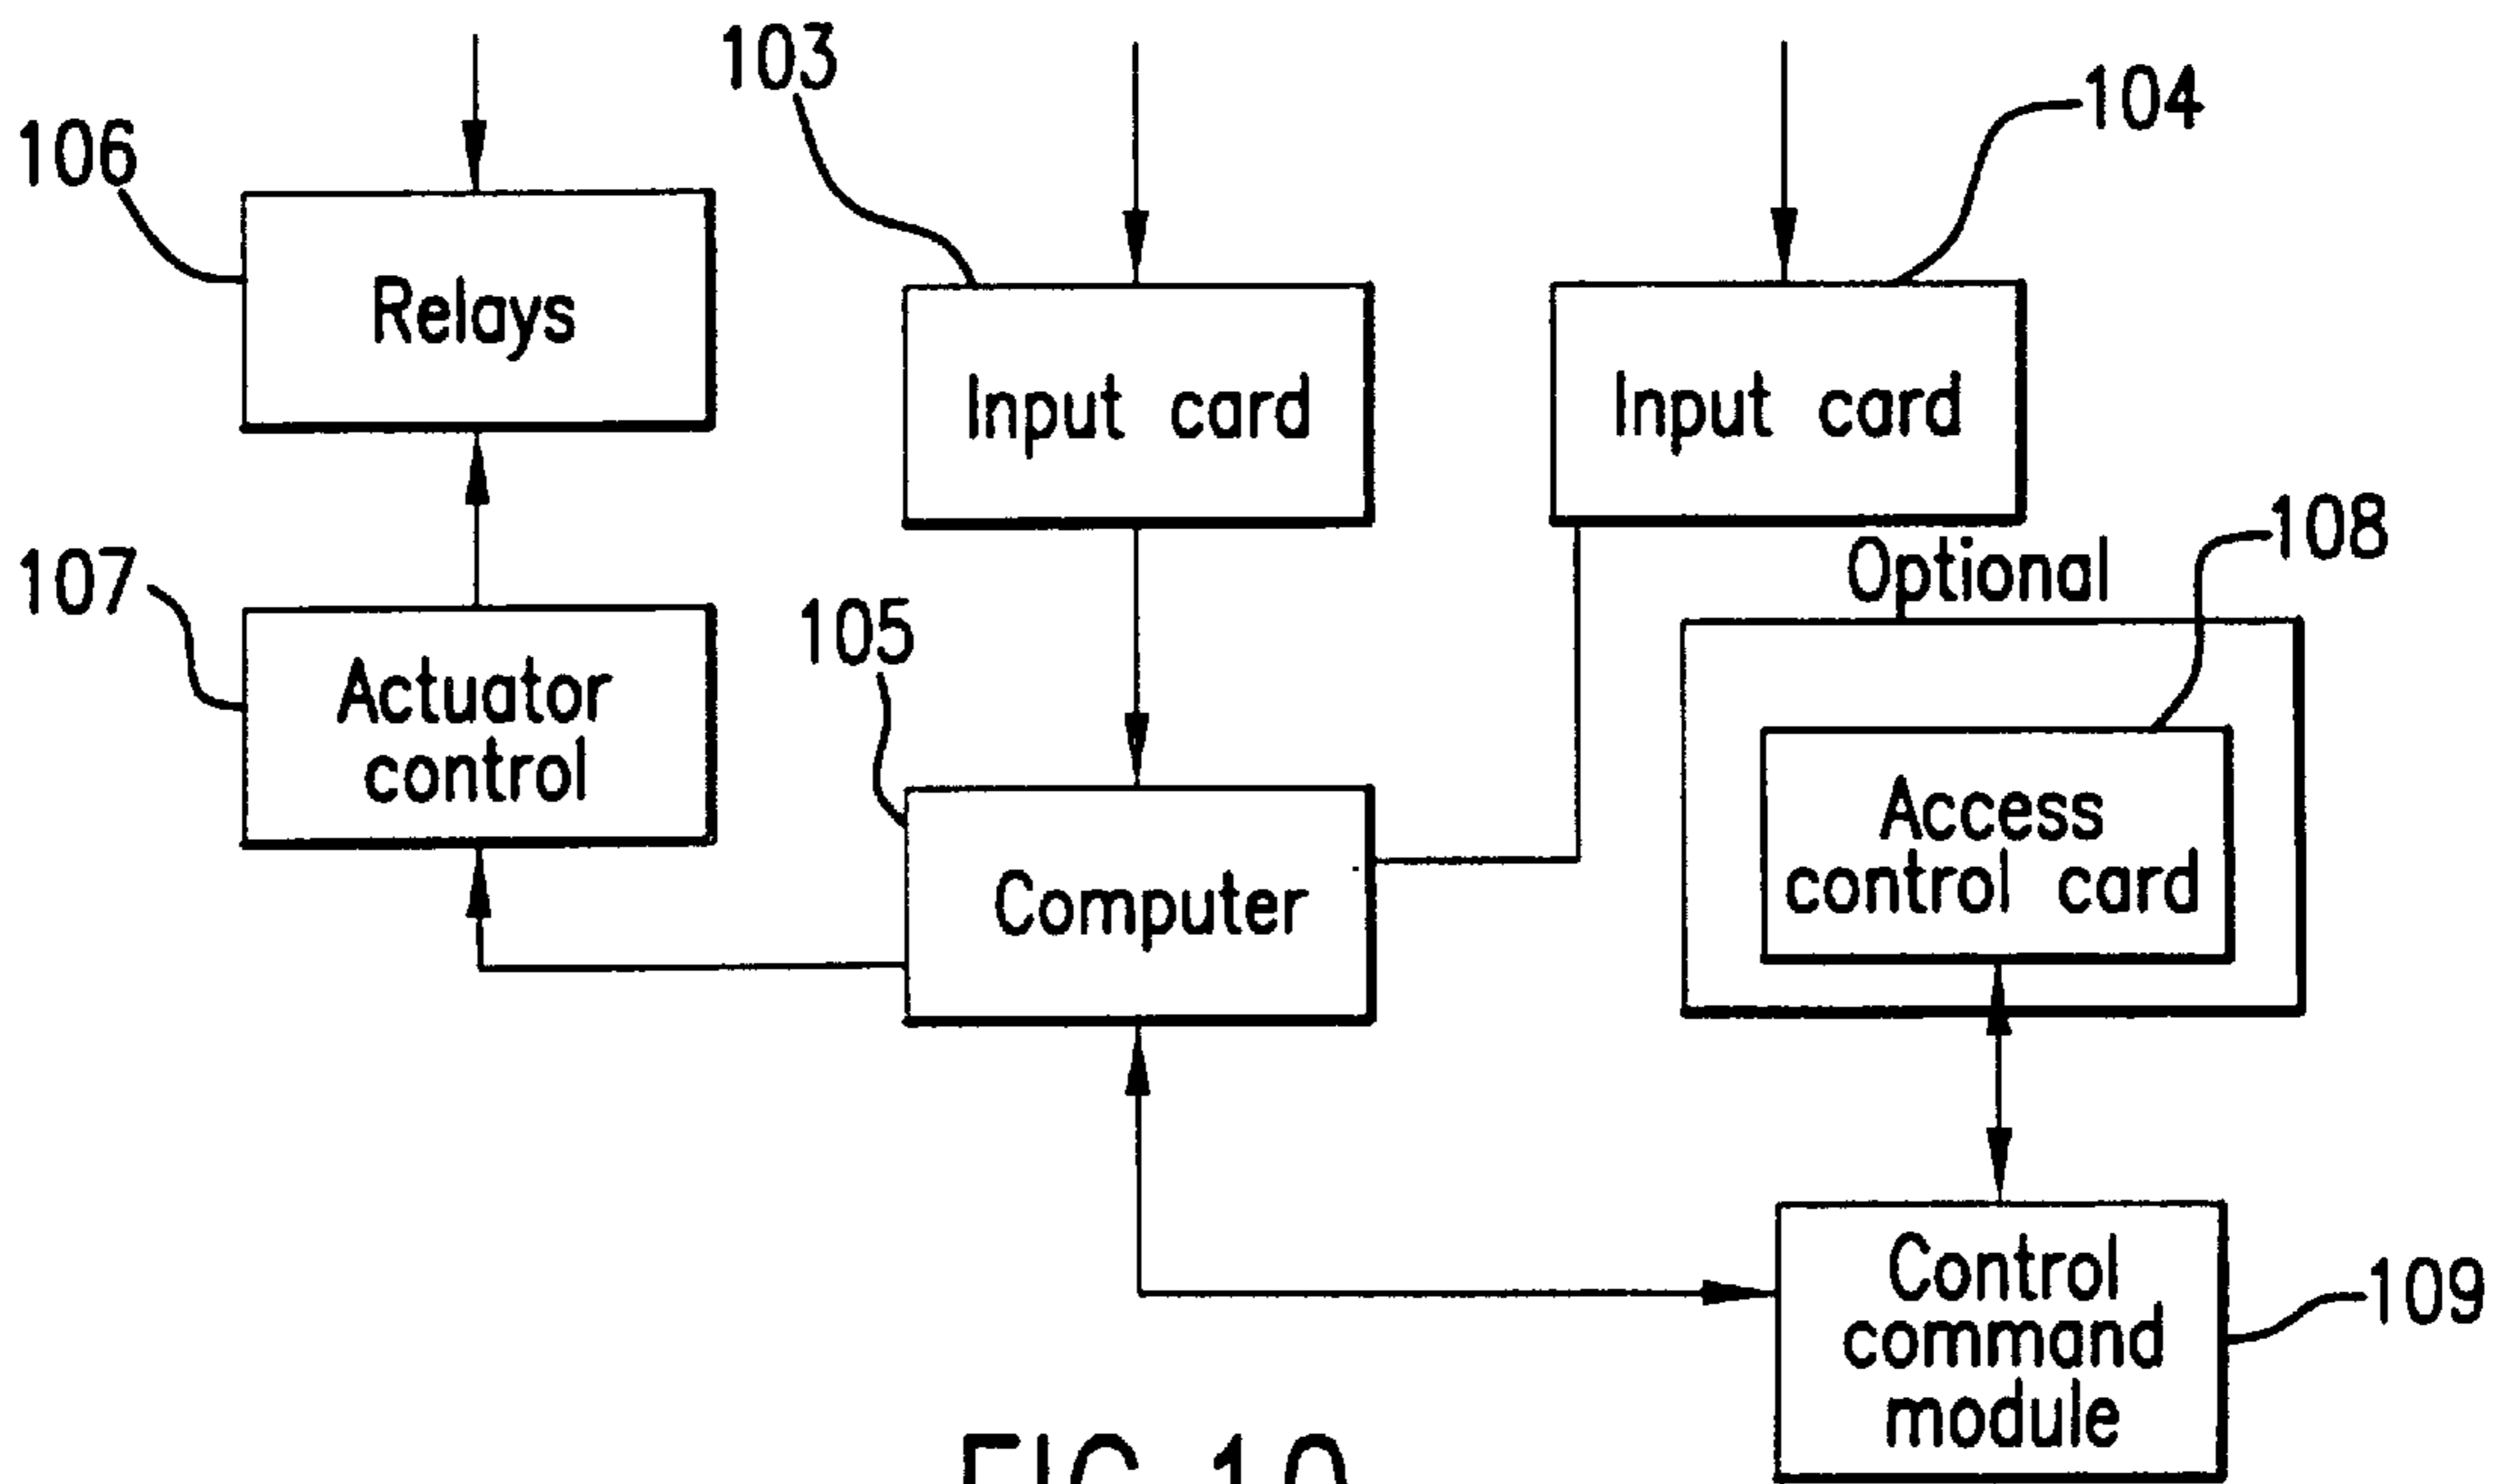 103
104
106
Relays
Input card
Input card
Optional
108
107
Actuator
control
105
Access
control card
Computer
Control
command
module
109